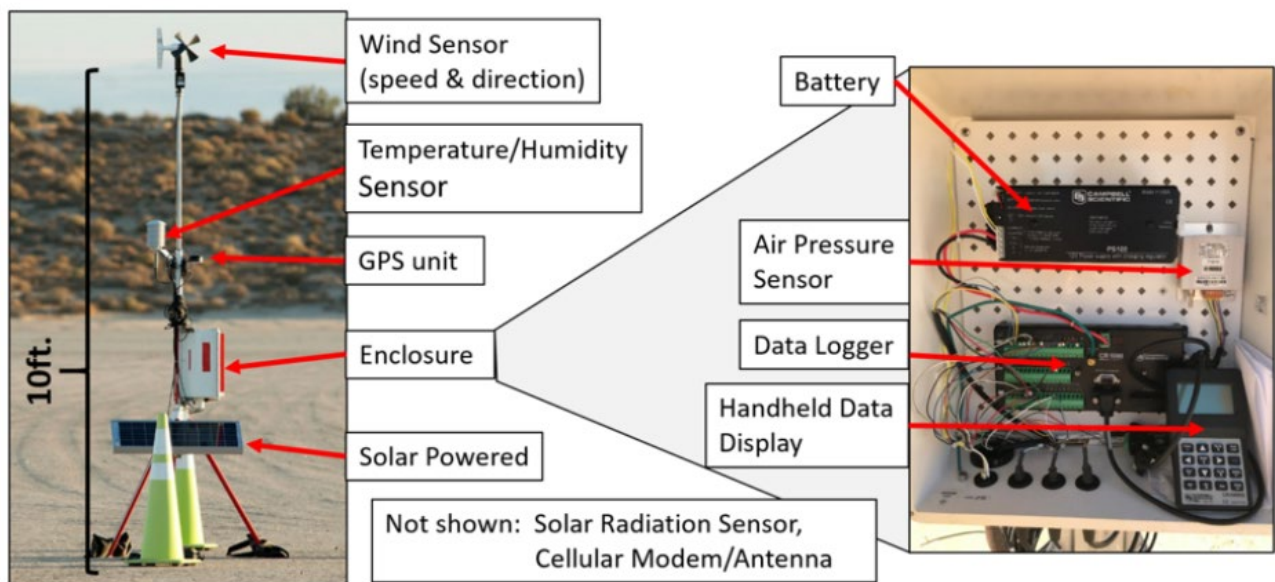 Wind Sensor
(speed & direction)
Temperature/Humidity
Sensor
GPS unit
Enclosure
Solar Powered
10ft.
Not shown: Solar Radiation Sensor,
Cellular Modem/Antenna
Battery
Air Pressure
Sensor
Data Logger
Handheld Data
Display
CAMPBELL
SCIENTIFIC